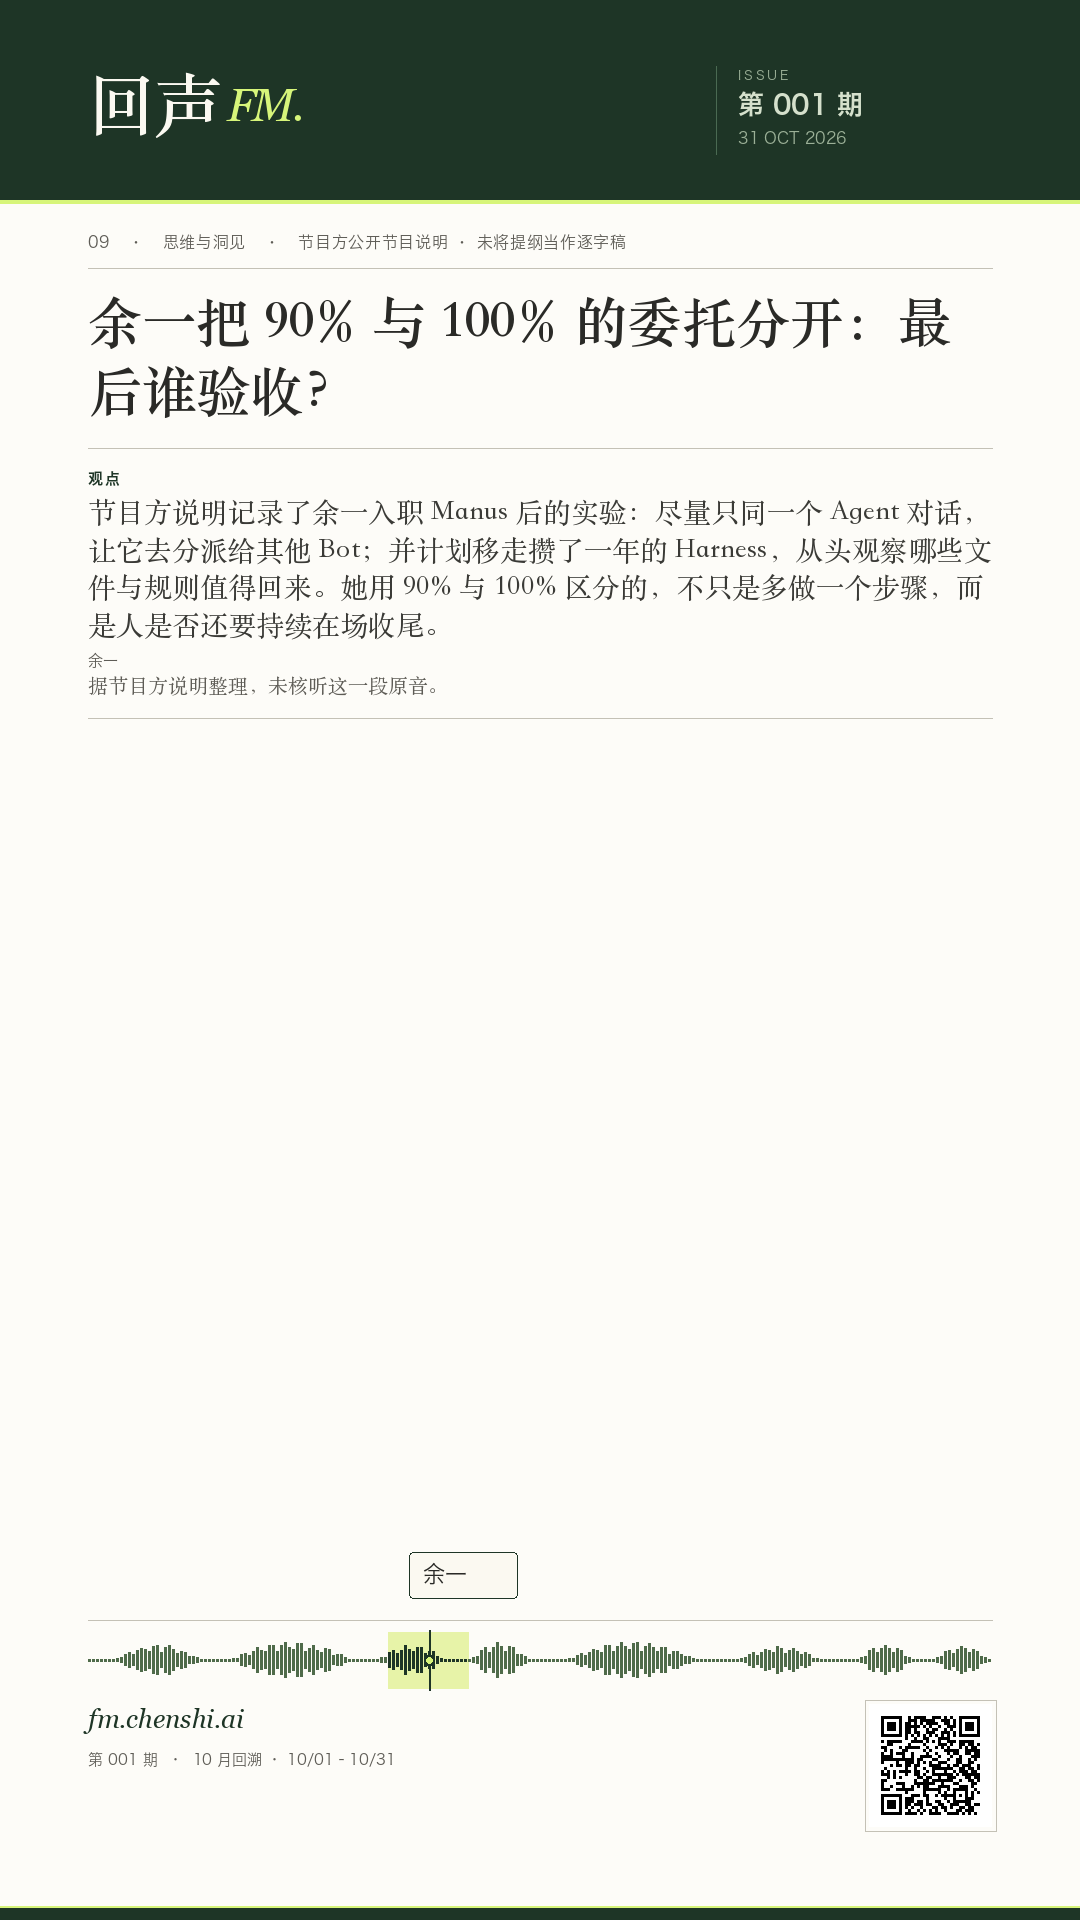 回声 FM.
ISSUE
第 001 期
31 OCT 2026
09 · 思维与洞见 · 节目方公开节目说明 · 未将提纲当作逐字稿
余一把 90% 与 100% 的委托分开：最
后谁验收？
观点
节目方说明记录了余一入职 Manus 后的实验：尽量只同一个 Agent 对话，
让它去分派给其他 Bot；并计划移走攒了一年的 Harness，从头观察哪些文
件与规则值得回来。她用 90% 与 100% 区分的，不只是多做一个步骤，而
是人是否还要持续在场收尾。
余一
据节目方说明整理，未核听这一段原音。
余一
fm.chenshi.ai
第 001 期 · 10 月回溯 · 10/01 - 10/31